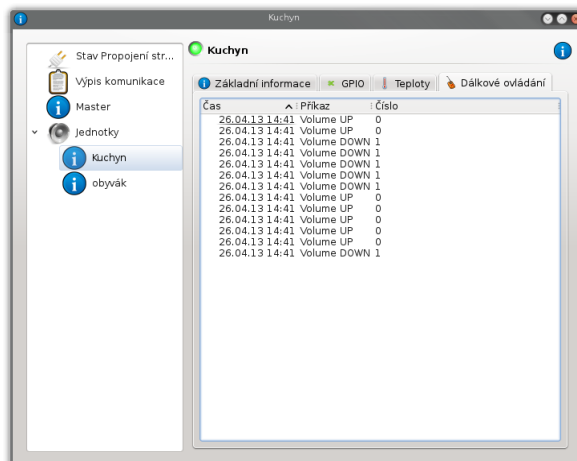 Kuchyn
Stav Propojení str...
Výpis komunikace
Master
Jednotky
Kuchyn
obyvák
Kuchyn
Základní informace GPIO Teploty Dálkové ovládání
Čas Příkaz Číslo
26.04.13 14:41 Volume UP 0
26.04.13 14:41 Volume UP 0
26.04.13 14:41 Volume DOWN 1
26.04.13 14:41 Volume DOWN 1
26.04.13 14:41 Volume DOWN 1
26.04.13 14:41 Volume DOWN 1
26.04.13 14:41 Volume DOWN 1
26.04.13 14:41 Volume UP 0
26.04.13 14:41 Volume UP 0
26.04.13 14:41 Volume UP 0
26.04.13 14:41 Volume UP 0
26.04.13 14:41 Volume UP 0
26.04.13 14:41 Volume DOWN 1